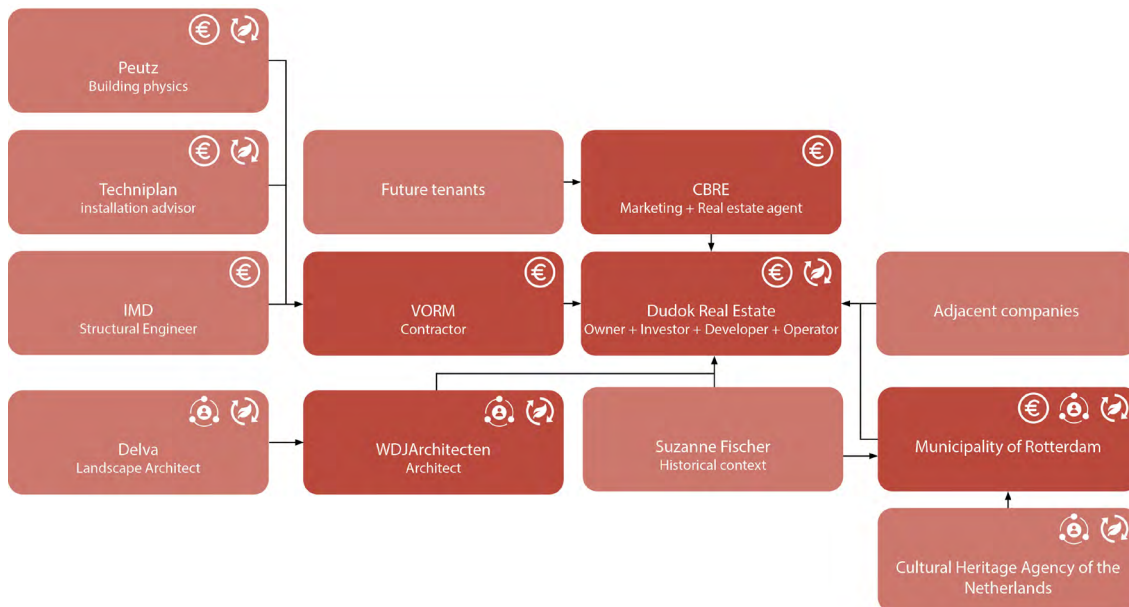 Peutz
Building physics
Techniplan
installation advisor
Future tenants
CBRE
Marketing + Real estate agent
IMD
Structural Engineer
VORM
Contractor
Dudok Real Estate
Owner + Investor + Developer + Operator
Adjacent companies
Delva
Landscape Architect
WDJArchitecten
Architect
Suzanne Fischer
Historical context
Municipality of Rotterdam
Cultural Heritage Agency of the
Netherlands